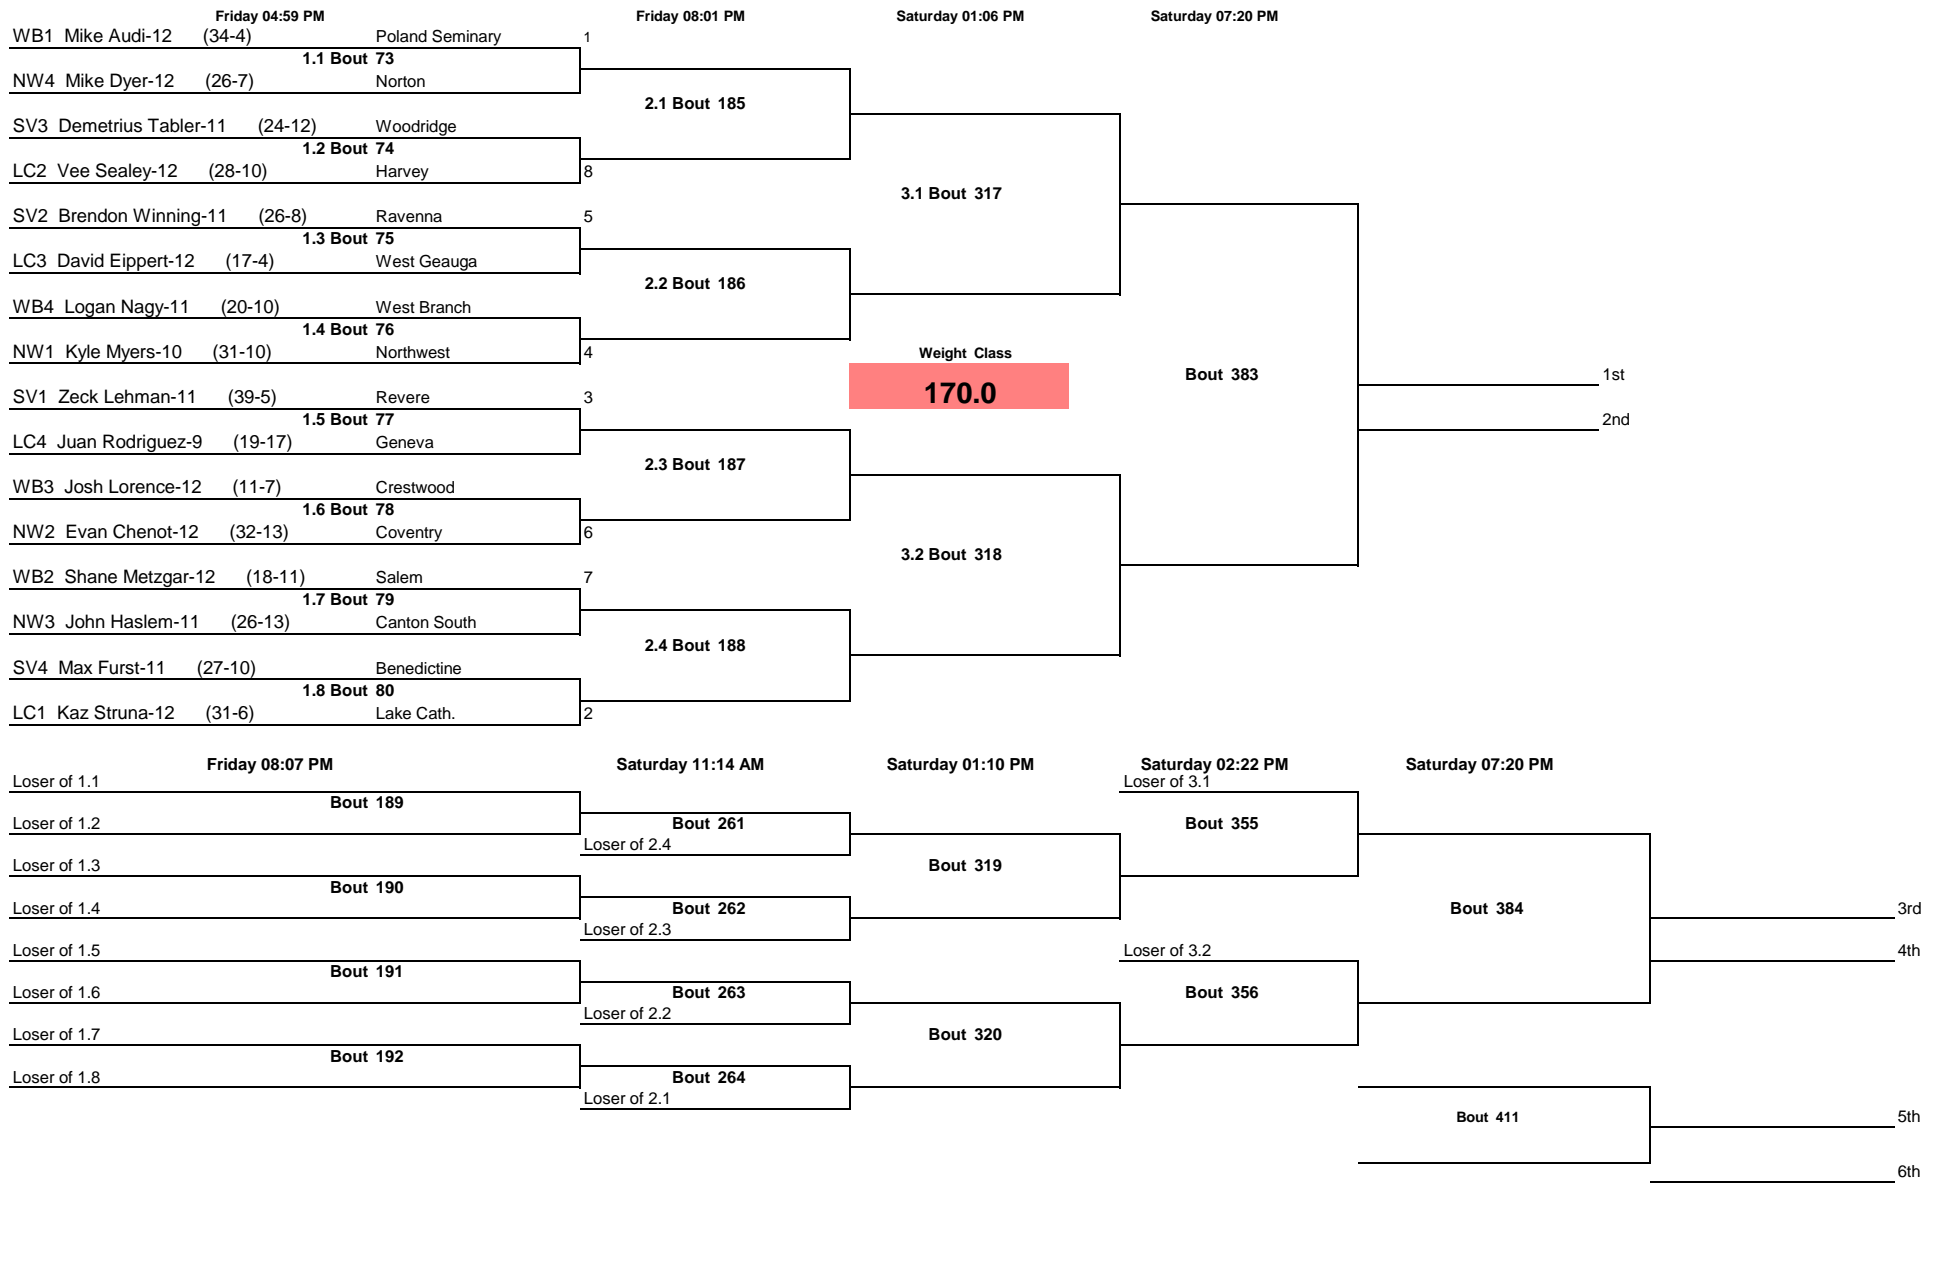 Friday 04:59 PM Friday 08:01 PM Saturday 01:06 PM Saturday 07:20 PM
WB1 Mike Audi-12 (34-4) Poland Seminary 1
1.1 Bout 73
NW4 Mike Dyer-12 (26-7) Norton
2.1 Bout 185
SV3 Demetrius Tabler-11 (24-12) Woodridge
1.2 Bout 74
LC2 Vee Sealey-12 (28-10) Harvey 8
3.1 Bout 317
SV2 Brendon Winning-11 (26-8) Ravenna 5
1.3 Bout 75
LC3 David Eippert-12 (17-4) West Geauga
2.2 Bout 186
WB4 Logan Nagy-11 (20-10) West Branch
1.4 Bout 76
NW1 Kyle Myers-10 (31-10) Northwest 4 Weight Class
Bout 383 1st
170.0
SV1 Zeck Lehman-11 (39-5) Revere 3
1.5 Bout 77 2nd
LC4 Juan Rodriguez-9 (19-17) Geneva
2.3 Bout 187
WB3 Josh Lorence-12 (11-7) Crestwood
1.6 Bout 78
NW2 Evan Chenot-12 (32-13) Coventry 6
3.2 Bout 318
WB2 Shane Metzgar-12 (18-11) Salem 7
1.7 Bout 79
NW3 John Haslem-11 (26-13) Canton South
2.4 Bout 188
SV4 Max Furst-11 (27-10) Benedictine
1.8 Bout 80
LC1 Kaz Struna-12 (31-6) Lake Cath. 2
Friday 08:07 PM Saturday 11:14 AM Saturday 01:10 PM Saturday 02:22 PM Saturday 07:20 PM
Loser of 1.1 Loser of 3.1
Bout 189
Loser of 1.2 Bout 261 Bout 355
Loser of 2.4
Loser of 1.3 Bout 319
Bout 190
Loser of 1.4 Bout 262 Bout 384 3rd
Loser of 2.3
Loser of 1.5 Loser of 3.2 4th
Bout 191
Loser of 1.6 Bout 263 Bout 356
Loser of 2.2
Loser of 1.7 Bout 320
Bout 192
Loser of 1.8 Bout 264
Loser of 2.1
Bout 411 5th
6th